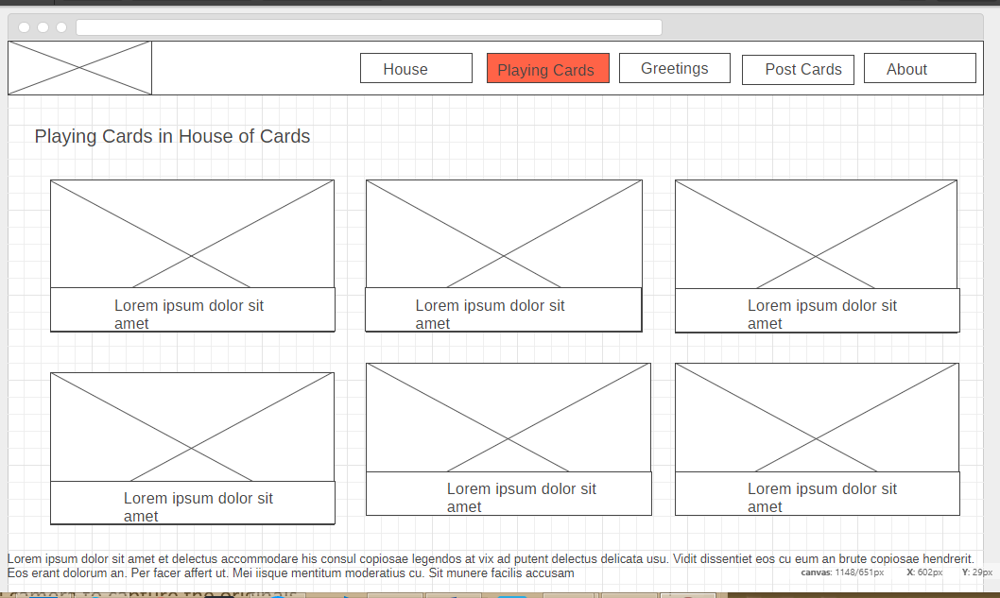 House
Playing Cards
Greetings
Post Cards
About
Playing Cards in House of Cards
Lorem ipsum dolor sit
amet
Lorem ipsum dolor sit
amet
Lorem ipsum dolor sit
amet
Lorem ipsum dolor sit
amet
Lorem ipsum dolor sit
amet
Lorem ipsum dolor sit
amet
Lorem ipsum dolor sit amet et delectus accommodare his consul copiosae legendos at vix ad putent delectus delicata usu. Vidit dissentiet eos cu eum an brute copiosae hendrerit.
Eos erant dolorum an. Per facer affert ut. Mei iisque mentitum moderatius cu. Sit munere facilis accusam
canvas: 1148/651px X: 602px Y: 29px